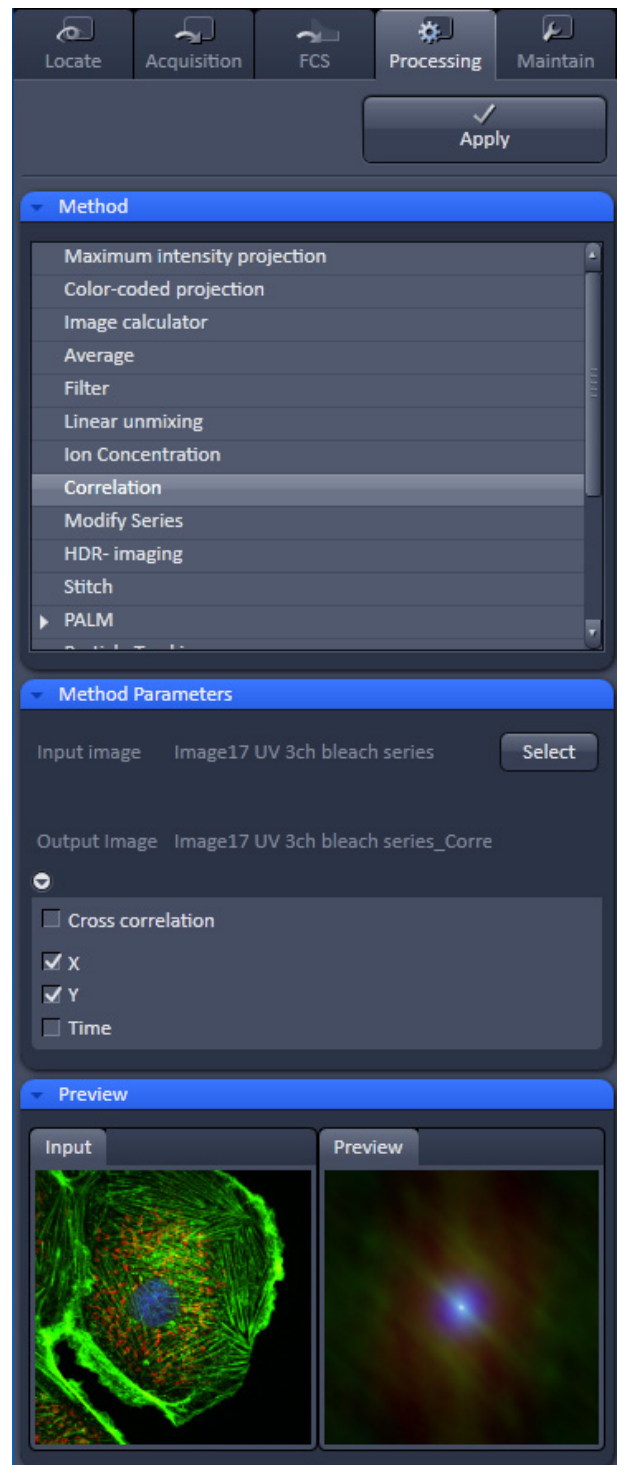 Locate Acquisition FCS Processing Maintain
Apply
Method
Maximum intensity projection
Color-coded projection
Image calculator
Average
Filter
Linear unmixing
Ion Concentration
Correlation
Modify Series
HDR- imaging
Stitch
PALM
Method Parameters
Input image Image17 UV 3ch bleach series Select
Output Image Image17 UV 3ch bleach series_Corre
Cross correlation
X
Y
Time
Preview
Input Preview